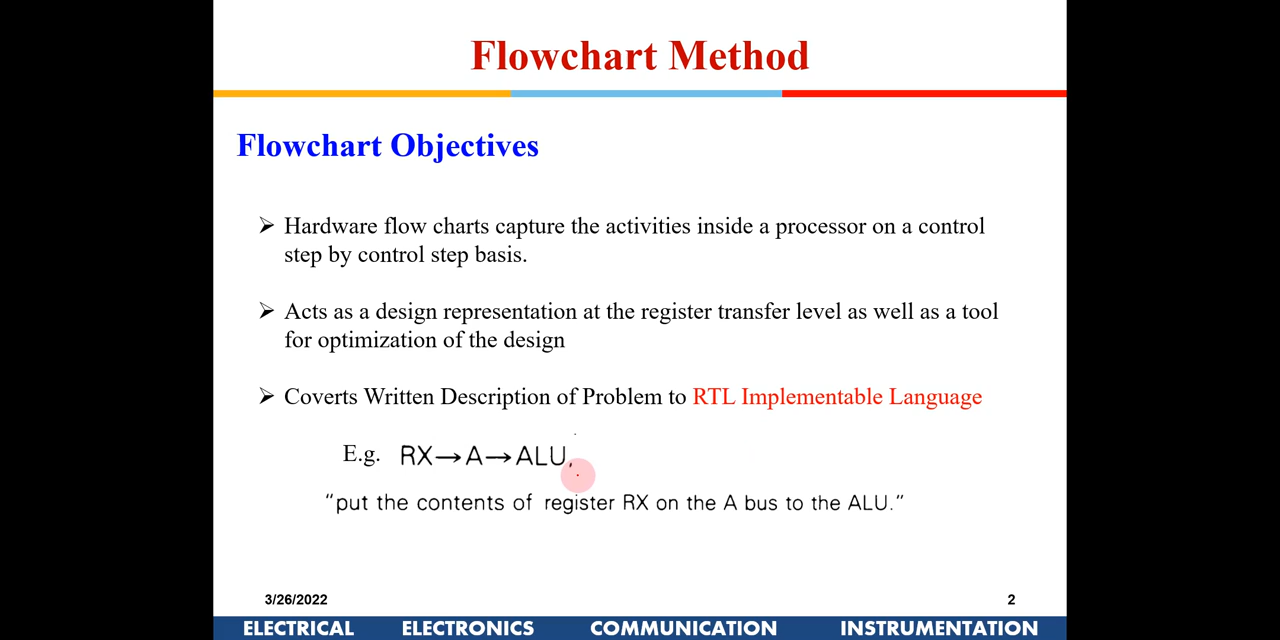 Flowchart Method
Flowchart Objectives
➢ Hardware flow charts capture the activities inside a processor on a control
step by control step basis.
➢ Acts as a design representation at the register transfer level as well as a tool
for optimization of the design
➢ Coverts Written Description of Problem to RTL Implementable Language
E.g. RX→A→ALU,
"put the contents of register RX on the A bus to the ALU."
3/26/2022 2
ELECTRICAL ELECTRONICS COMMUNICATION INSTRUMENTATION